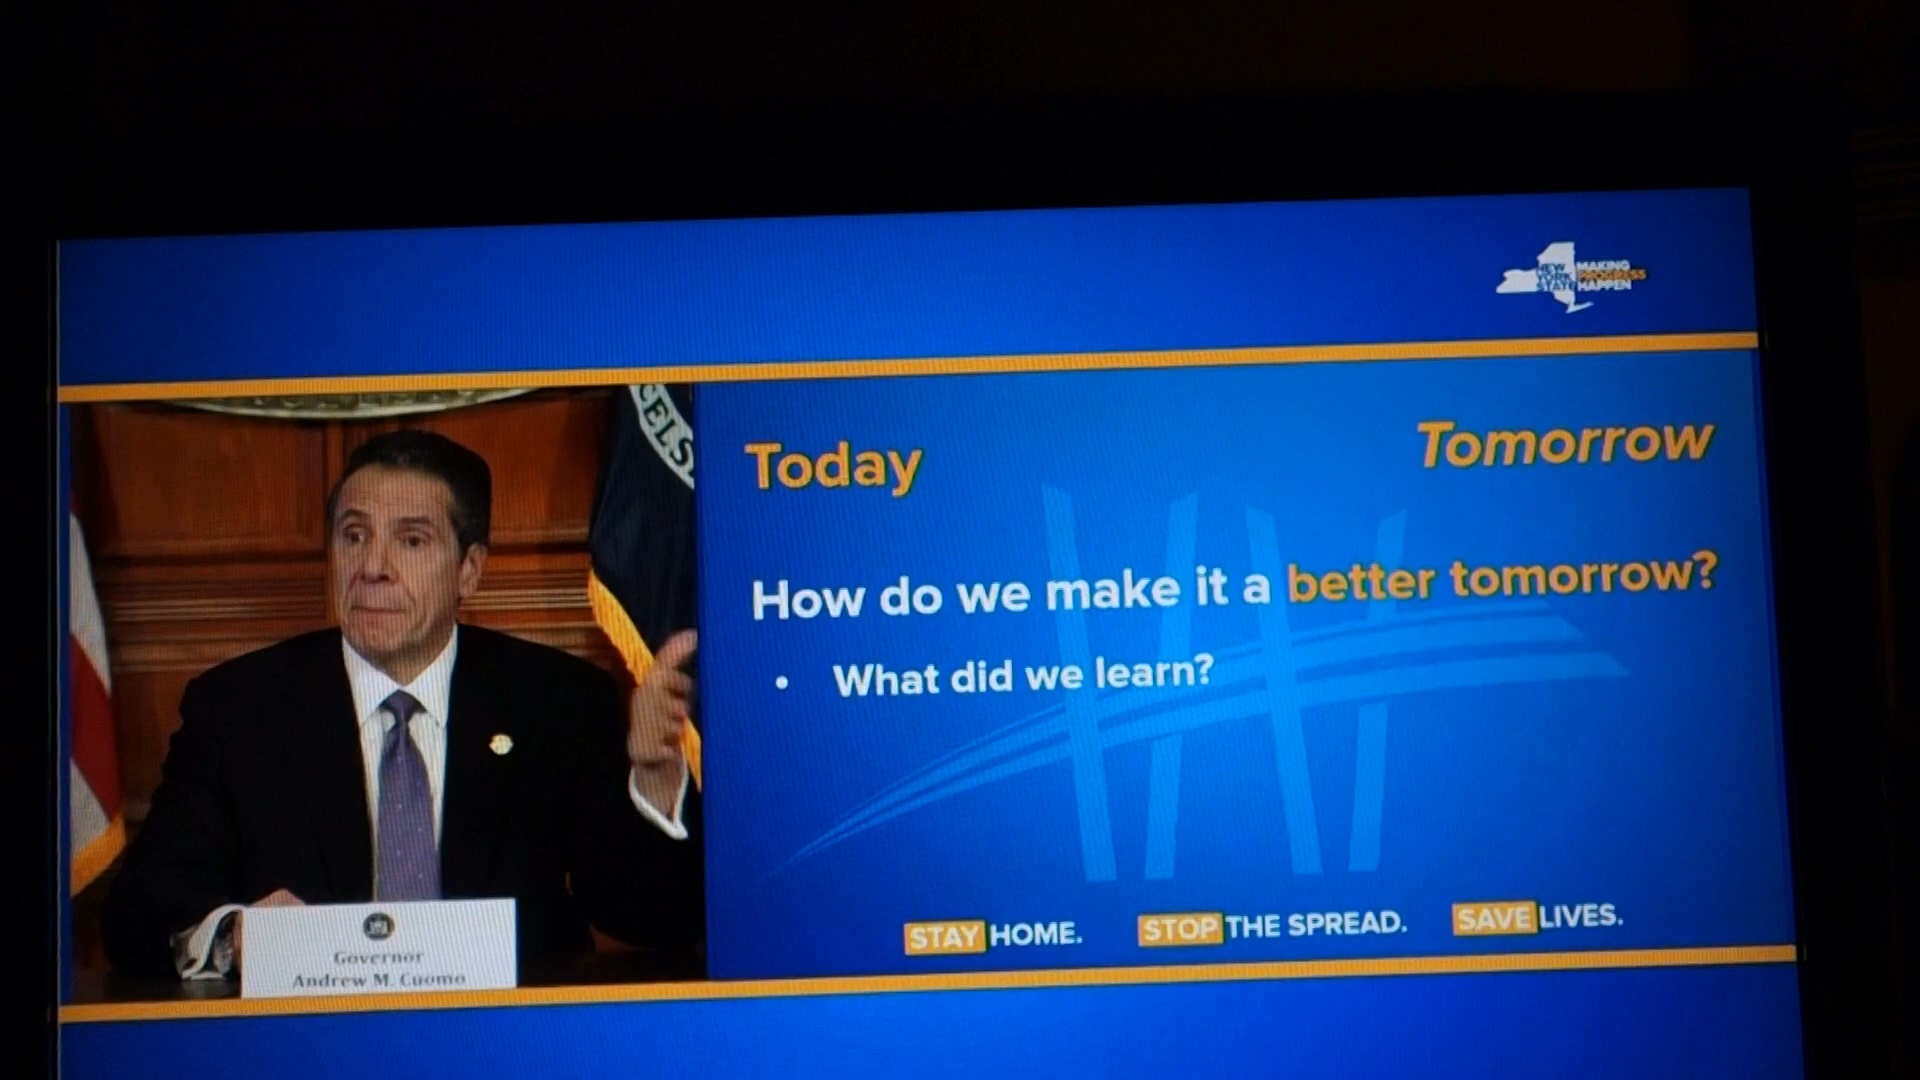 NEW
YORK
STATE
MAKING
PROGRESS
HAPPEN
CELS
Today
Tomorrow
How do we make it a better tomorrow?
• What did we learn?
STAY HOME. STOP THE SPREAD. SAVE LIVES.
Governor
Andrew M. Cuomo